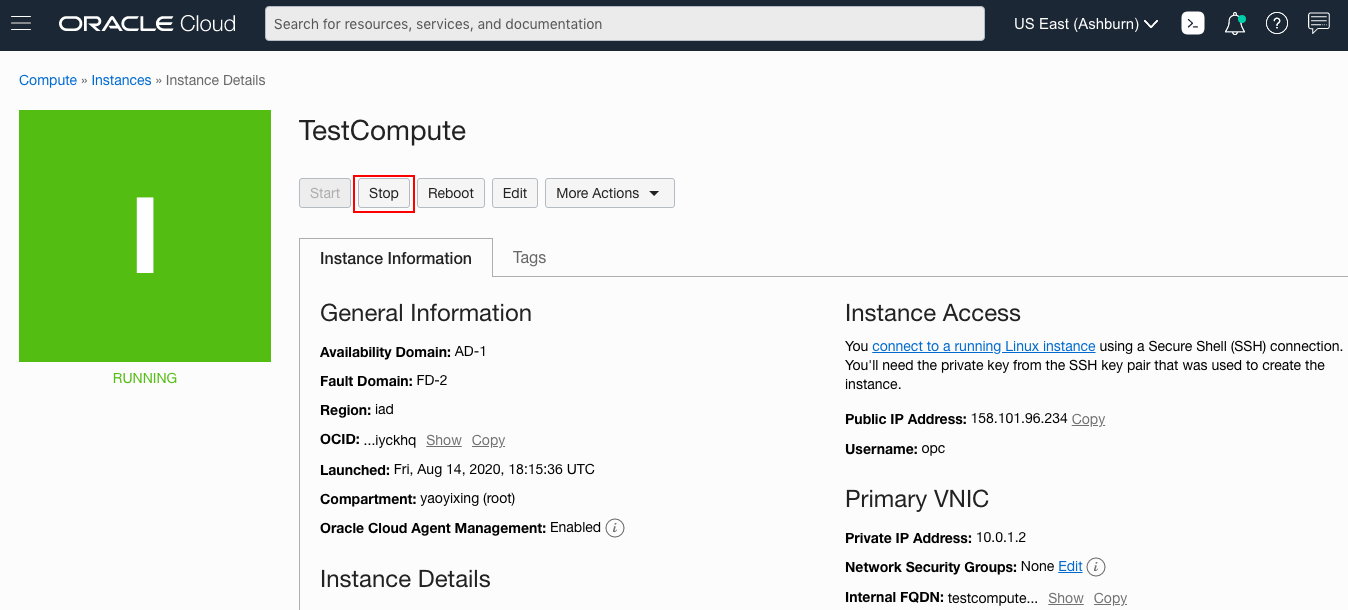 ORACLE Cloud
Search for resources, services, and documentation
US East (Ashburn)
Compute » Instances » Instance Details
I
RUNNING
TestCompute
Start
Stop
Reboot
Edit
More Actions
Instance Information
Tags
General Information
Availability Domain: AD-1
Fault Domain: FD-2
Region: iad
OCID: ...iyckhq Show Copy
Launched: Fri, Aug 14, 2020, 18:15:36 UTC
Compartment: yaoyixing (root)
Oracle Cloud Agent Management: Enabled i
Instance Details
Instance Access
You connect to a running Linux instance using a Secure Shell (SSH) connection.
You'll need the private key from the SSH key pair that was used to create the
instance.
Public IP Address: 158.101.96.234 Copy
Username: opc
Primary VNIC
Private IP Address: 10.0.1.2
Network Security Groups: None Edit i
Internal FQDN: testcompute... Show Copy